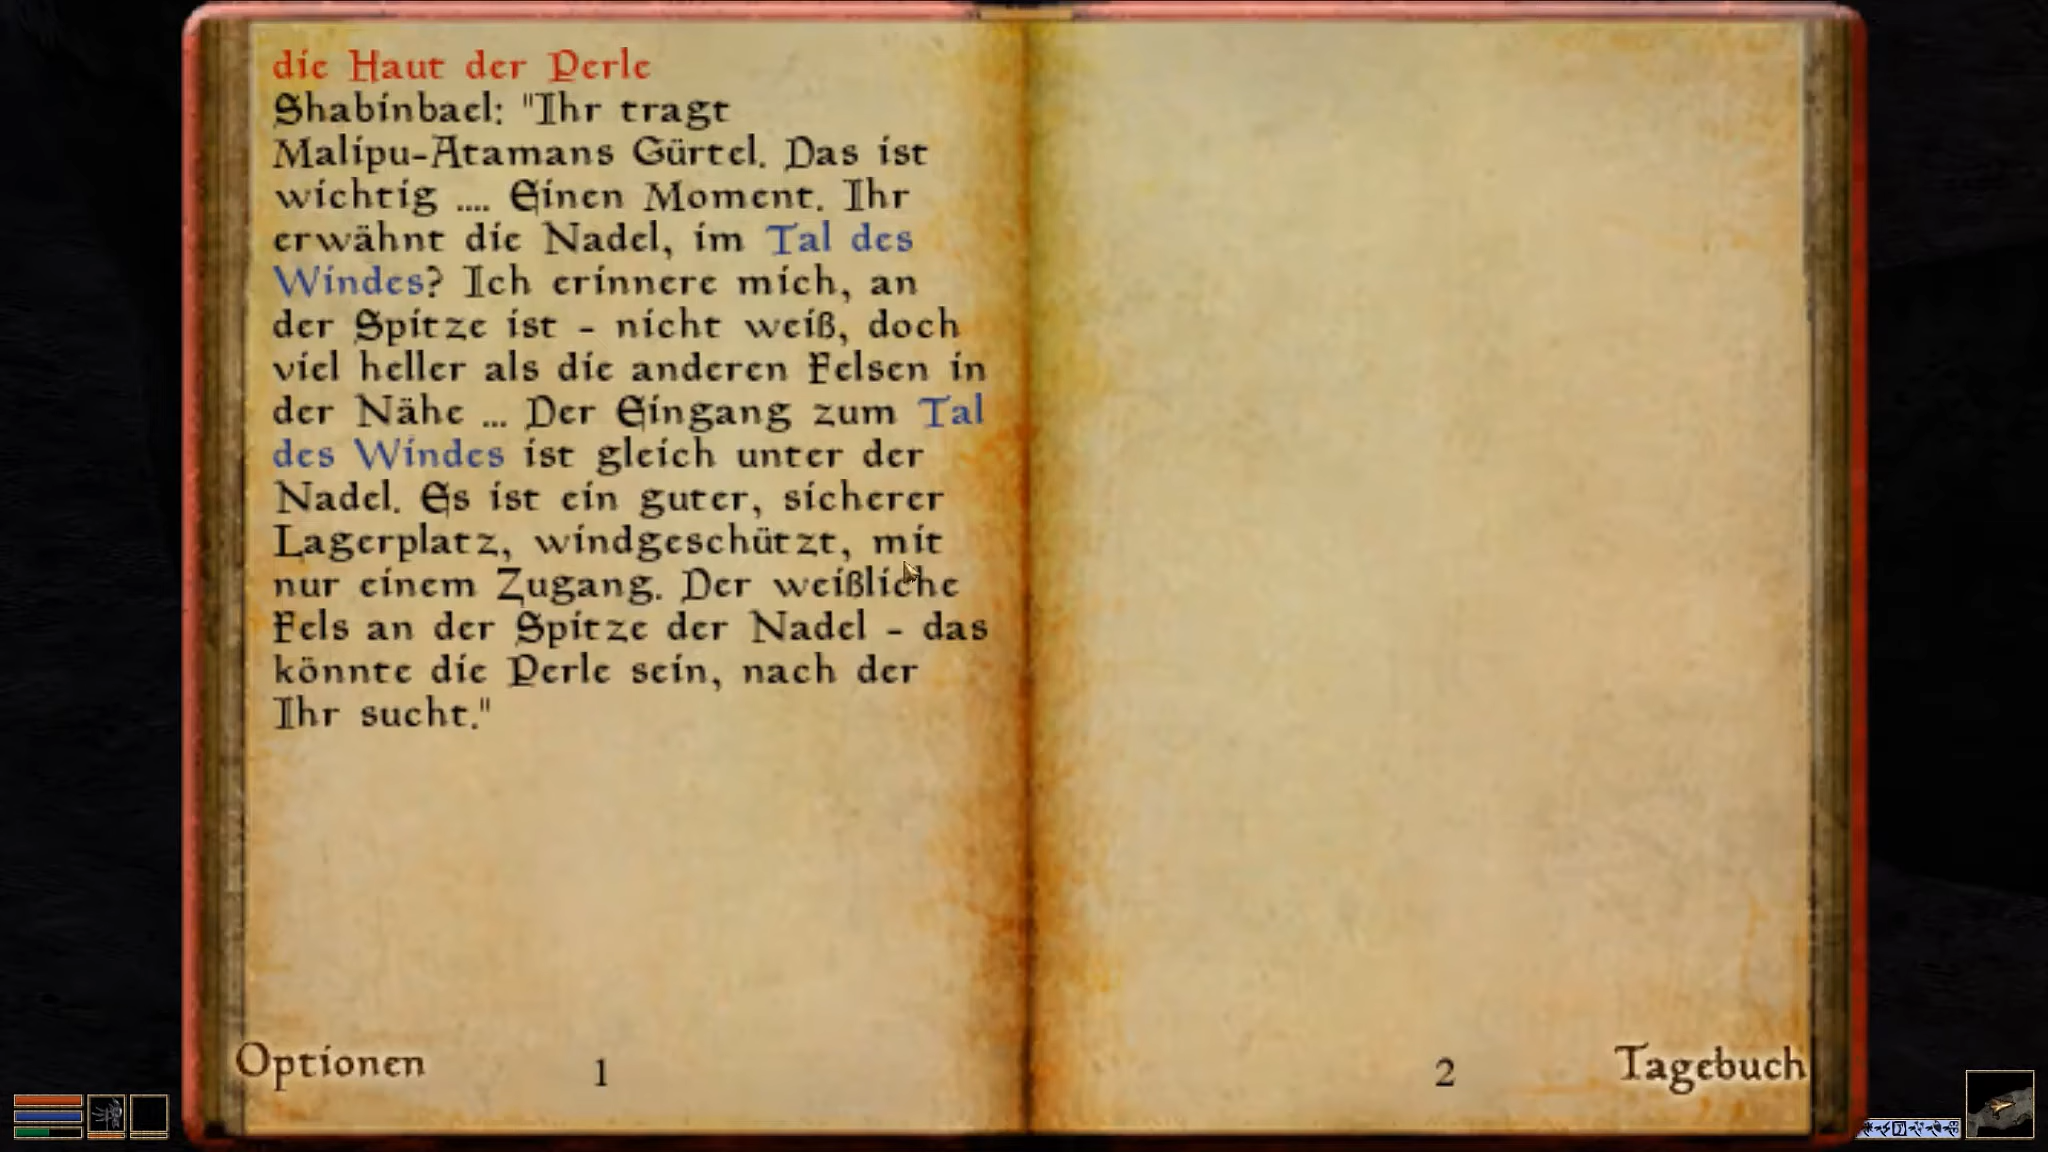 die Haut der Perle
Shabinbael: "Ihr tragt
Malipu-Atamans Gürtel. Das ist
wichtig .... Einen Moment. Ihr
erwähnt die Nadel, im Tal des
Windes? Ich erinnere mich, an
der Spitze ist - nicht weiß, doch
viel heller als die anderen Felsen in
der Nähe ... Der Eingang zum Tal
des Windes ist gleich unter der
Nadel. Es ist ein guter, sicherer
Lagerplatz, windgeschützt, mit
nur einem Zugang. Der weißliche
Fels an der Spitze der Nadel - das
könnte die Perle sein, nach der
Ihr sucht."
Optionen
1
2
Tagebuch